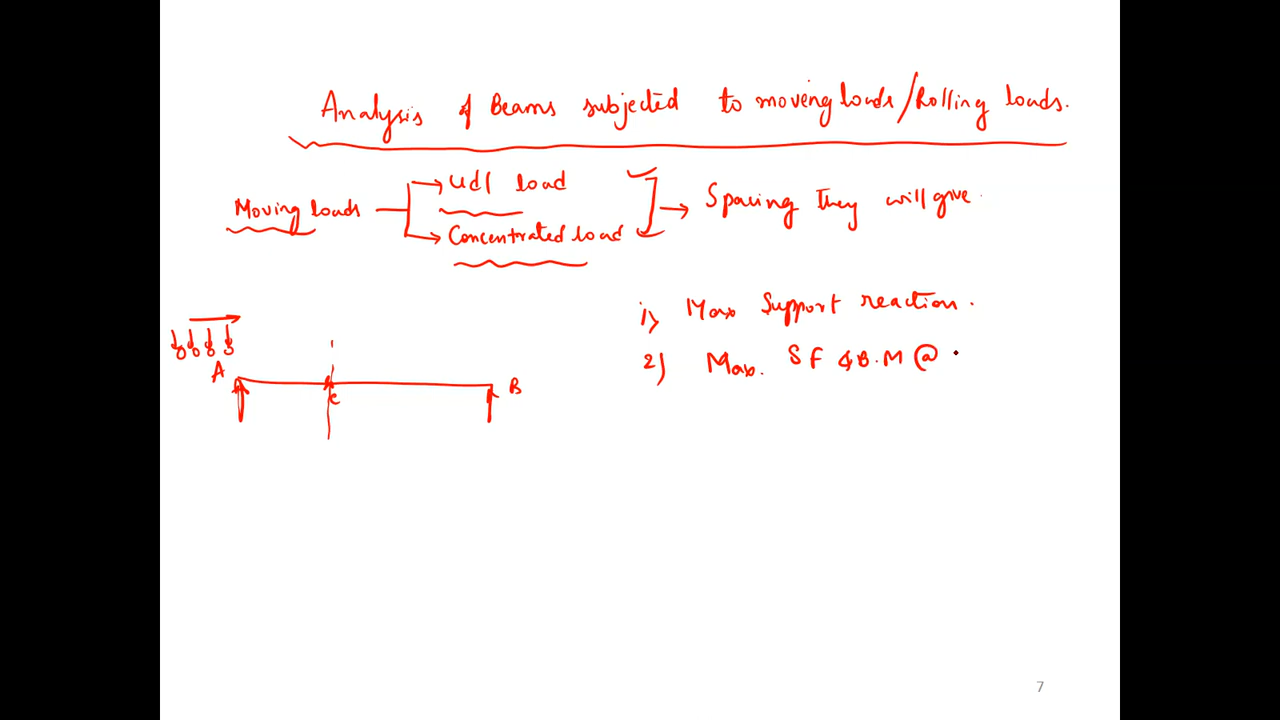 Analysis of Beams subjected to moving loads/Rolling loads.
Moving loads
Udl load
Concentrated load
Spacing they will give.
1) Max Support reaction.
2) Max. SF & B.M @
A
C
B
7